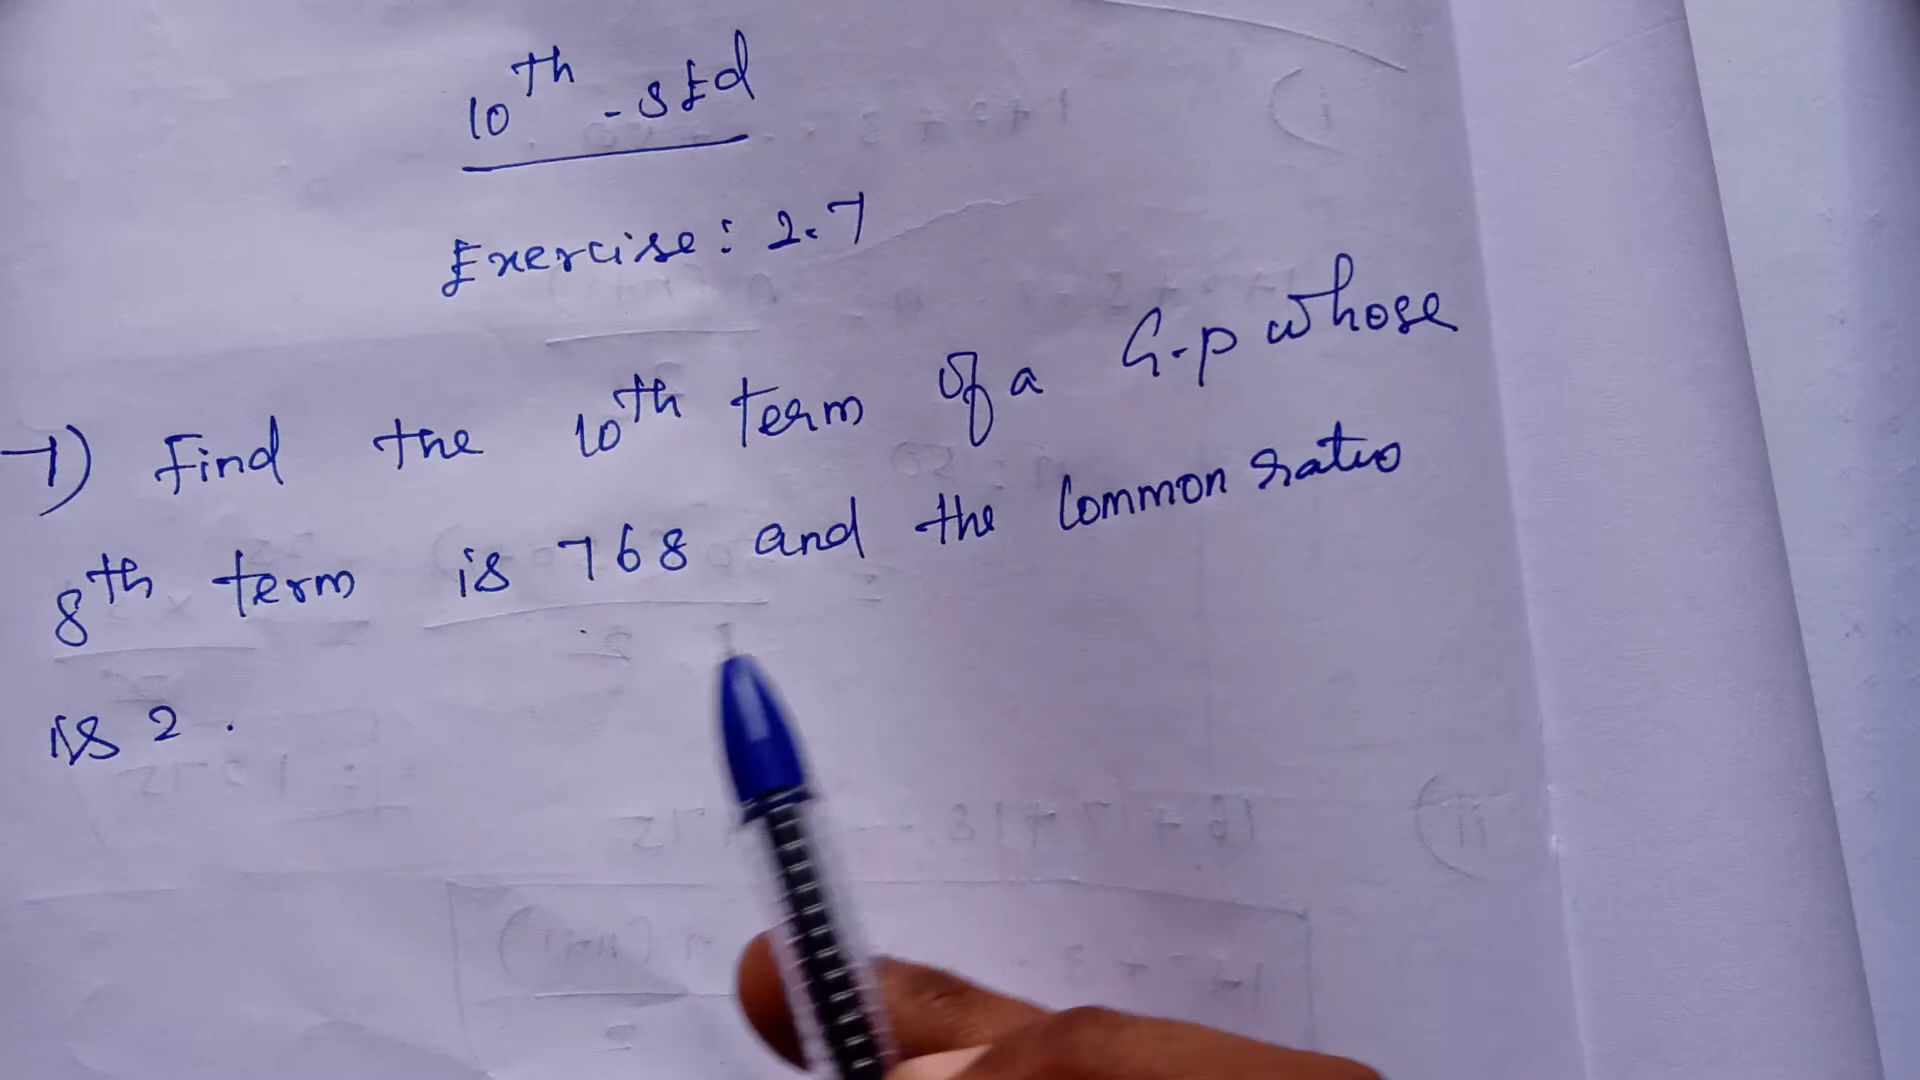 10th - std
Exercise: 2.7
7) Find the 10th term of a G.P whose
8th term is 768 and the Common ratio
is 2.